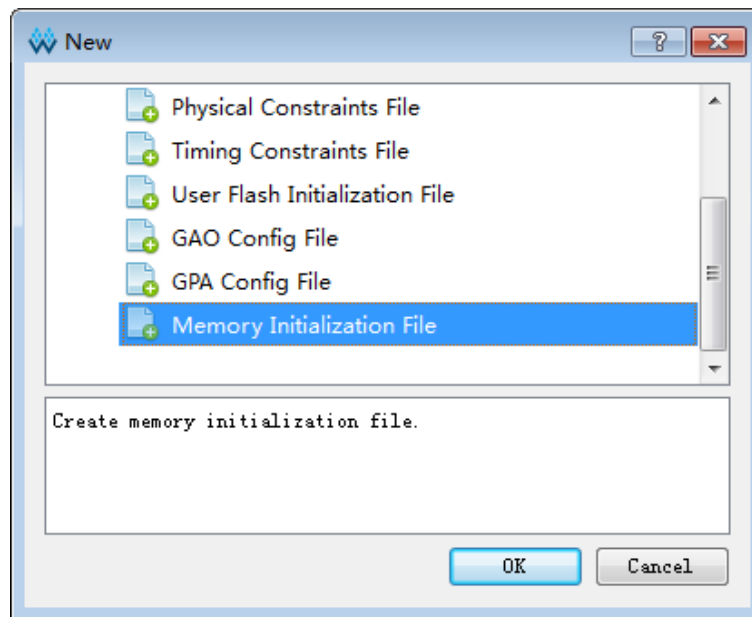 New
Physical Constraints File
Timing Constraints File
User Flash Initialization File
GAO Config File
GPA Config File
Memory Initialization File
Create memory initialization file.
OK
Cancel